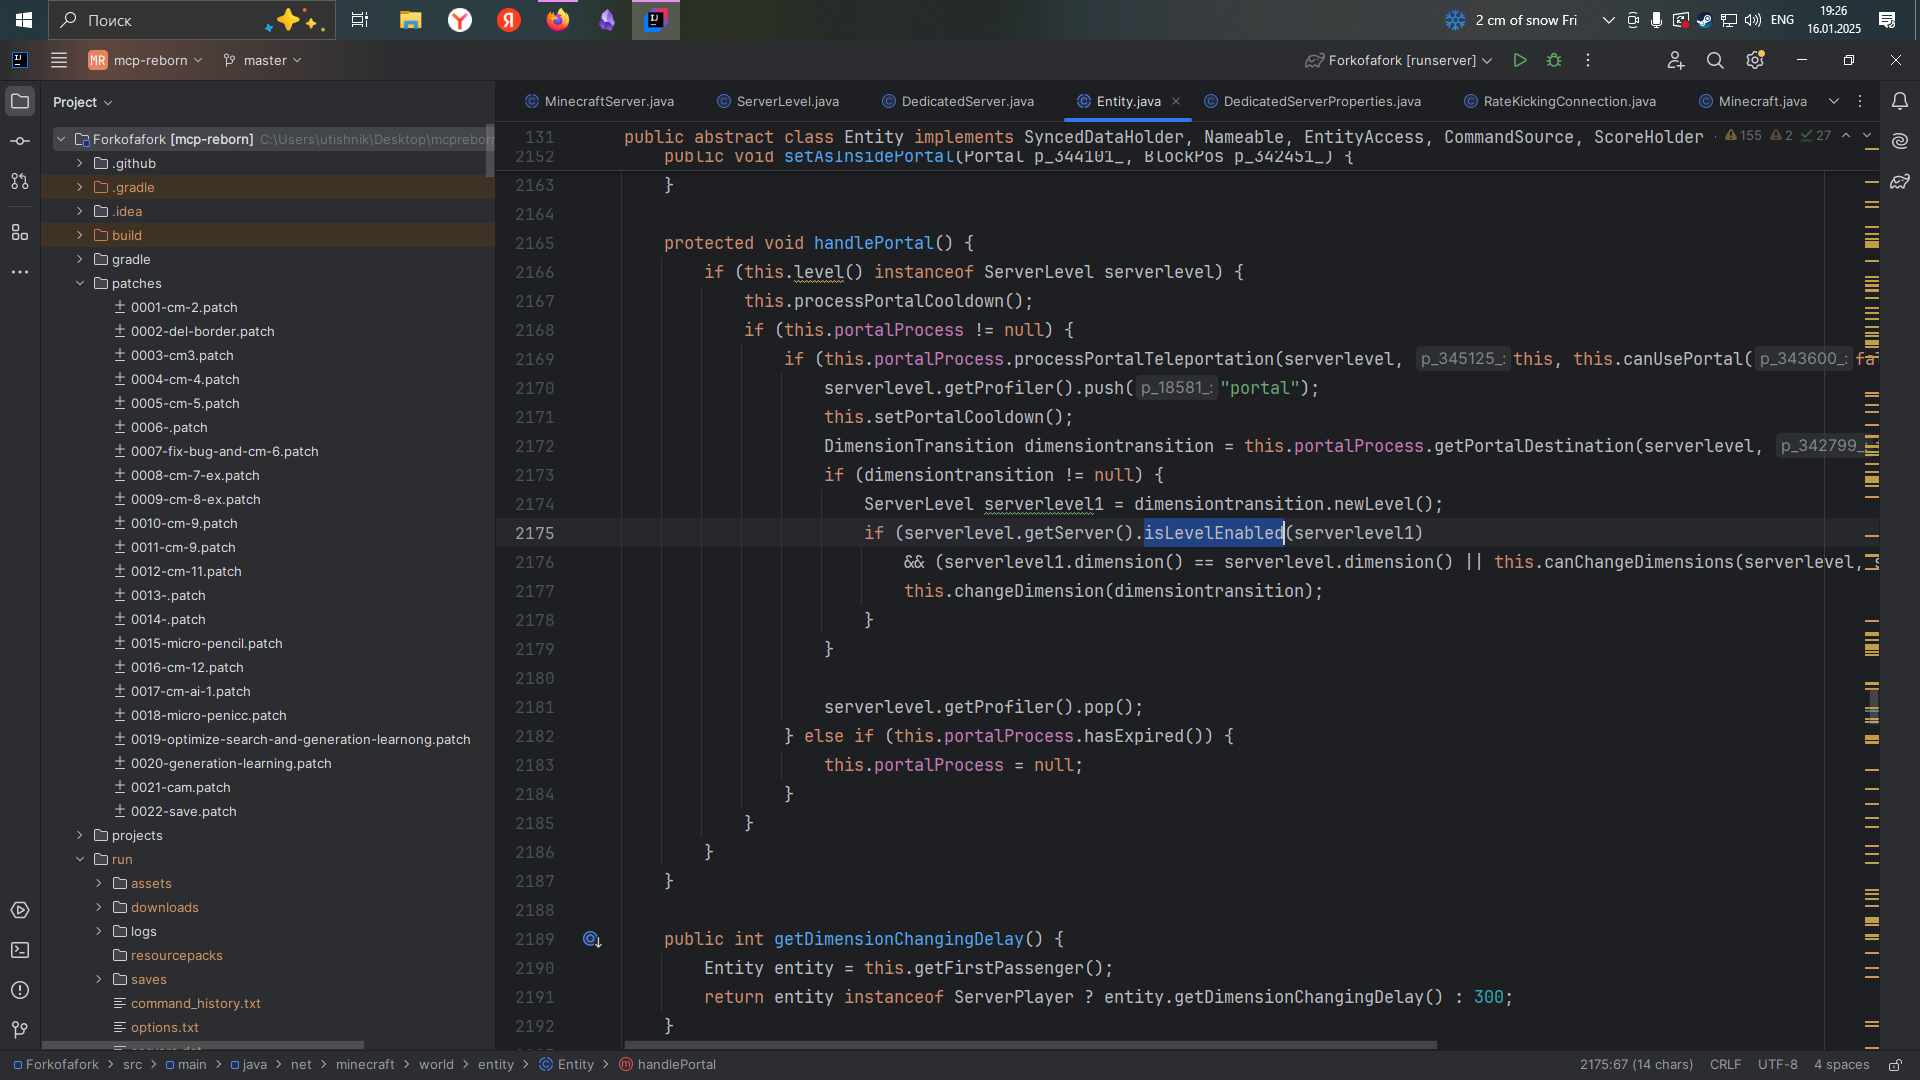 Поиск
2 cm of snow Fri
ENG
19:26
16.01.2025
MR mcp-reborn
master
Forkofafork [runserver]
Project
MinecraftServer.java
ServerLevel.java
DedicatedServer.java
Entity.java
DedicatedServerProperties.java
RateKickingConnection.java
Minecraft.java
Forkofafork [mcp-reborn] C:\Users\utishnik\Desktop\mcpreborn
.github
.gradle
.idea
build
gradle
patches
0001-cm-2.patch
0002-del-border.patch
0003-cm3.patch
0004-cm-4.patch
0005-cm-5.patch
0006-.patch
0007-fix-bug-and-cm-6.patch
0008-cm-7-ex.patch
0009-cm-8-ex.patch
0010-cm-9.patch
0011-cm-9.patch
0012-cm-11.patch
0013-.patch
0014-.patch
0015-micro-pencil.patch
0016-cm-12.patch
0017-cm-ai-1.patch
0018-micro-penicc.patch
0019-optimize-search-and-generation-learnong.patch
0020-generation-learning.patch
0021-cam.patch
0022-save.patch
projects
run
assets
downloads
logs
resourcepacks
saves
command_history.txt
options.txt
131 public abstract class Entity implements SyncedDataHolder, Nameable, EntityAccess, CommandSource, ScoreHolder
155 2 27
2152 public void setAsInsidePortal(Portal p_344101_, BlockPos p_342451_) {
2163 }
2164
2165 protected void handlePortal() {
2166 if (this.level() instanceof ServerLevel serverlevel) {
2167 this.processPortalCooldown();
2168 if (this.portalProcess != null) {
2169 if (this.portalProcess.processPortalTeleportation(serverlevel, p_345125_: this, this.canUsePortal( p_343600_: fa
2170 serverlevel.getProfiler().push( p_18581_: "portal");
2171 this.setPortalCooldown();
2172 DimensionTransition dimensiontransition = this.portalProcess.getPortalDestination(serverlevel, p_342799_:
2173 if (dimensiontransition != null) {
2174 ServerLevel serverlevel1 = dimensiontransition.newLevel();
2175 if (serverlevel.getServer().isLevelEnabled(serverlevel1)
2176 && (serverlevel1.dimension() == serverlevel.dimension() || this.canChangeDimensions(serverlevel, s
2177 this.changeDimension(dimensiontransition);
2178 }
2179 }
2180
2181 serverlevel.getProfiler().pop();
2182 } else if (this.portalProcess.hasExpired()) {
2183 this.portalProcess = null;
2184 }
2185 }
2186 }
2187 }
2188
2189 public int getDimensionChangingDelay() {
2190 Entity entity = this.getFirstPassenger();
2191 return entity instanceof ServerPlayer ? entity.getDimensionChangingDelay() : 300;
2192 }
Forkofafork > src > main > java > net > minecraft > world > entity > Entity > handlePortal
2175:67 (14 chars) CRLF UTF-8 4 spaces